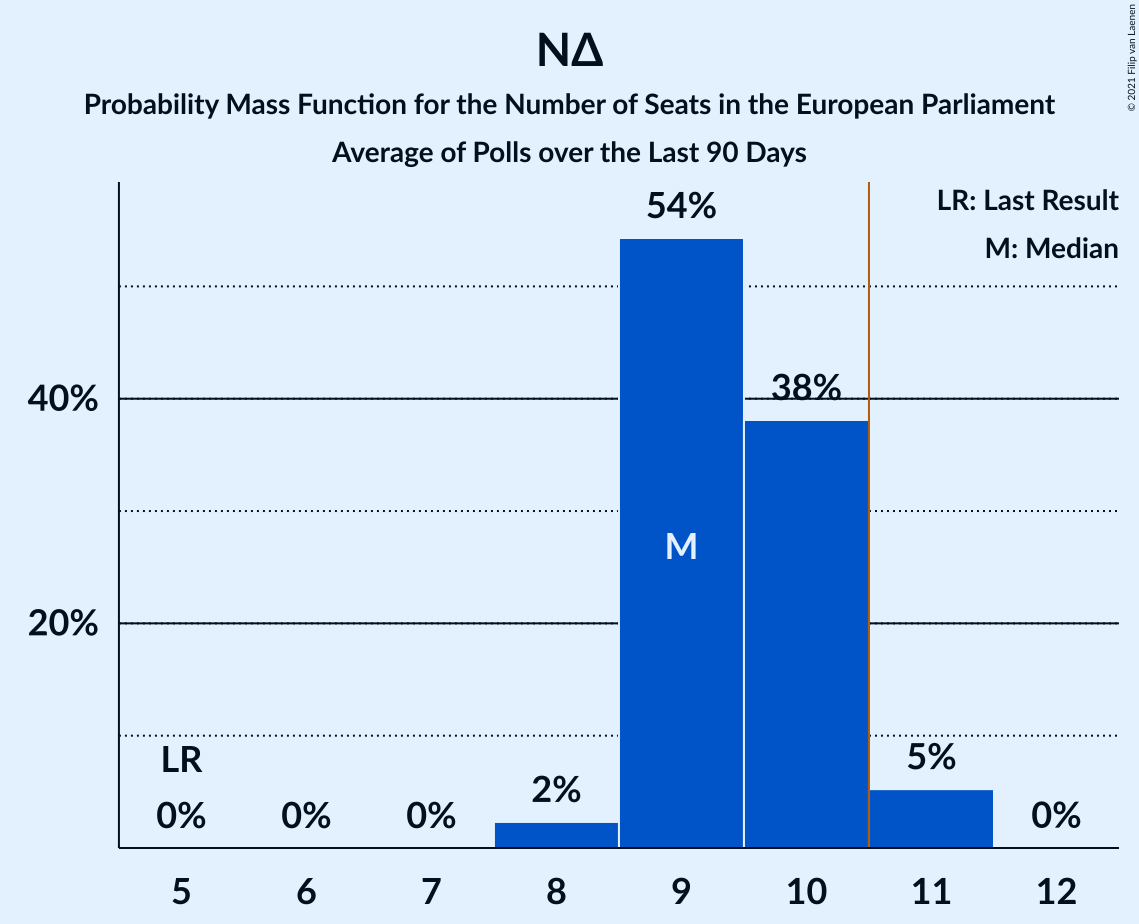 © 2021 Filip van Laenen
ΝΔ
Probability Mass Function for the Number of Seats in the European Parliament
Average of Polls over the Last 90 Days
LR: Last Result
M: Median
54%
38%
40%
M
20%
LR
5%
2%
0% 0% 0% 0%
5 6 7 8 9 10 11 12